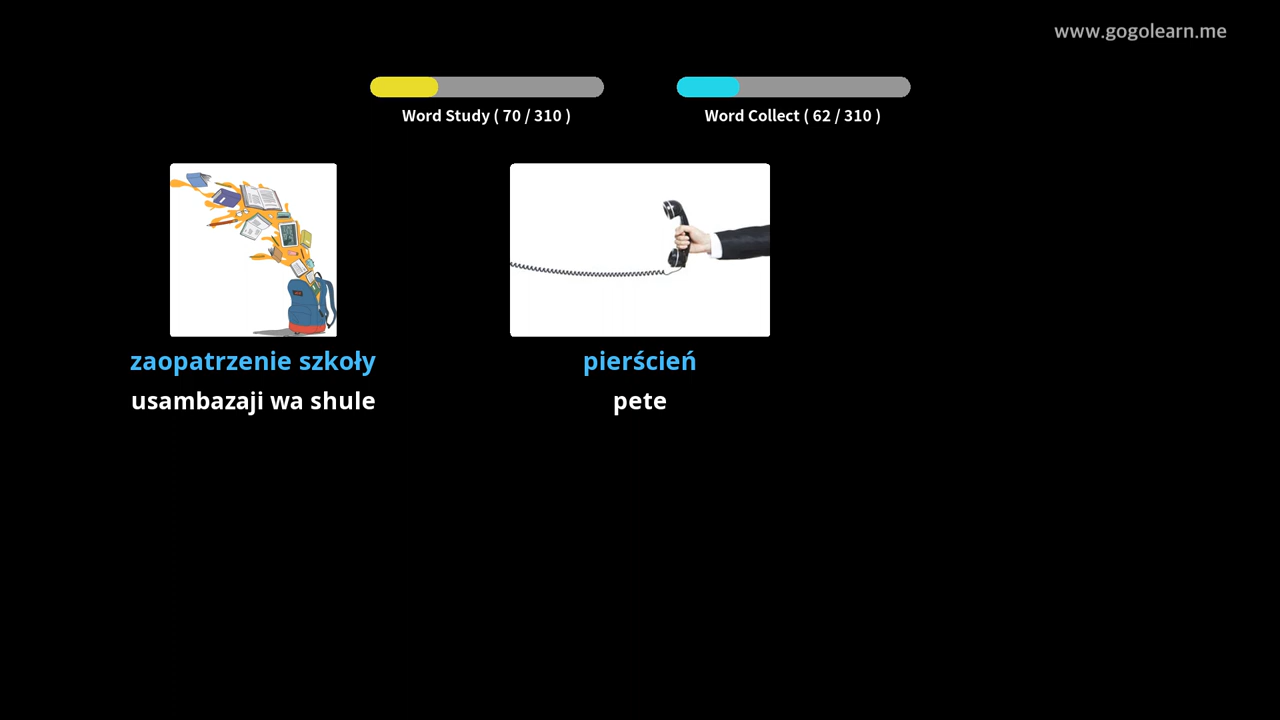 www.gogolearn.me
Word Study ( 70 / 310 )
Word Collect ( 62 / 310 )
zaopatrzenie szkoły
usambazaji wa shule
pierścień
pete